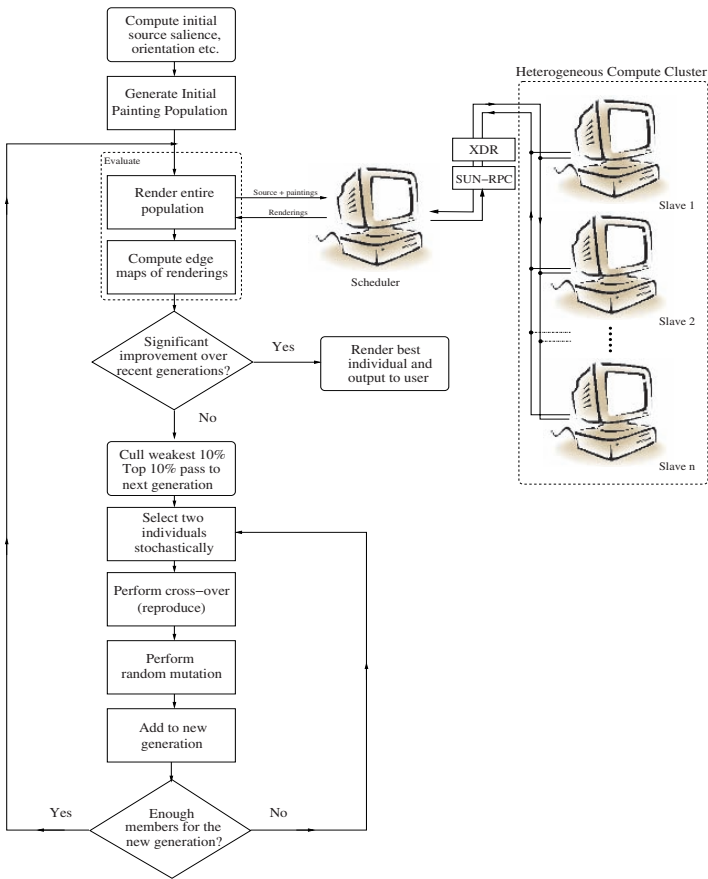 Compute initial
source salience,
orientation etc.
Generate Initial
Painting Population
Evaluate
Render entire
population
Source + paintings
Renderings
Compute edge
maps of renderings
Scheduler
XDR
SUN−RPC
Heterogeneous Compute Cluster
Slave 1
Slave 2
Slave n
Significant
improvement over
recent generations?
Yes
Render best
individual and
output to user
No
Cull weakest 10%
Top 10% pass to
next generation
Select two
individuals
stochastically
Perform cross−over
(reproduce)
Perform
random mutation
Add to new
generation
Enough
members for the
new generation?
Yes
No